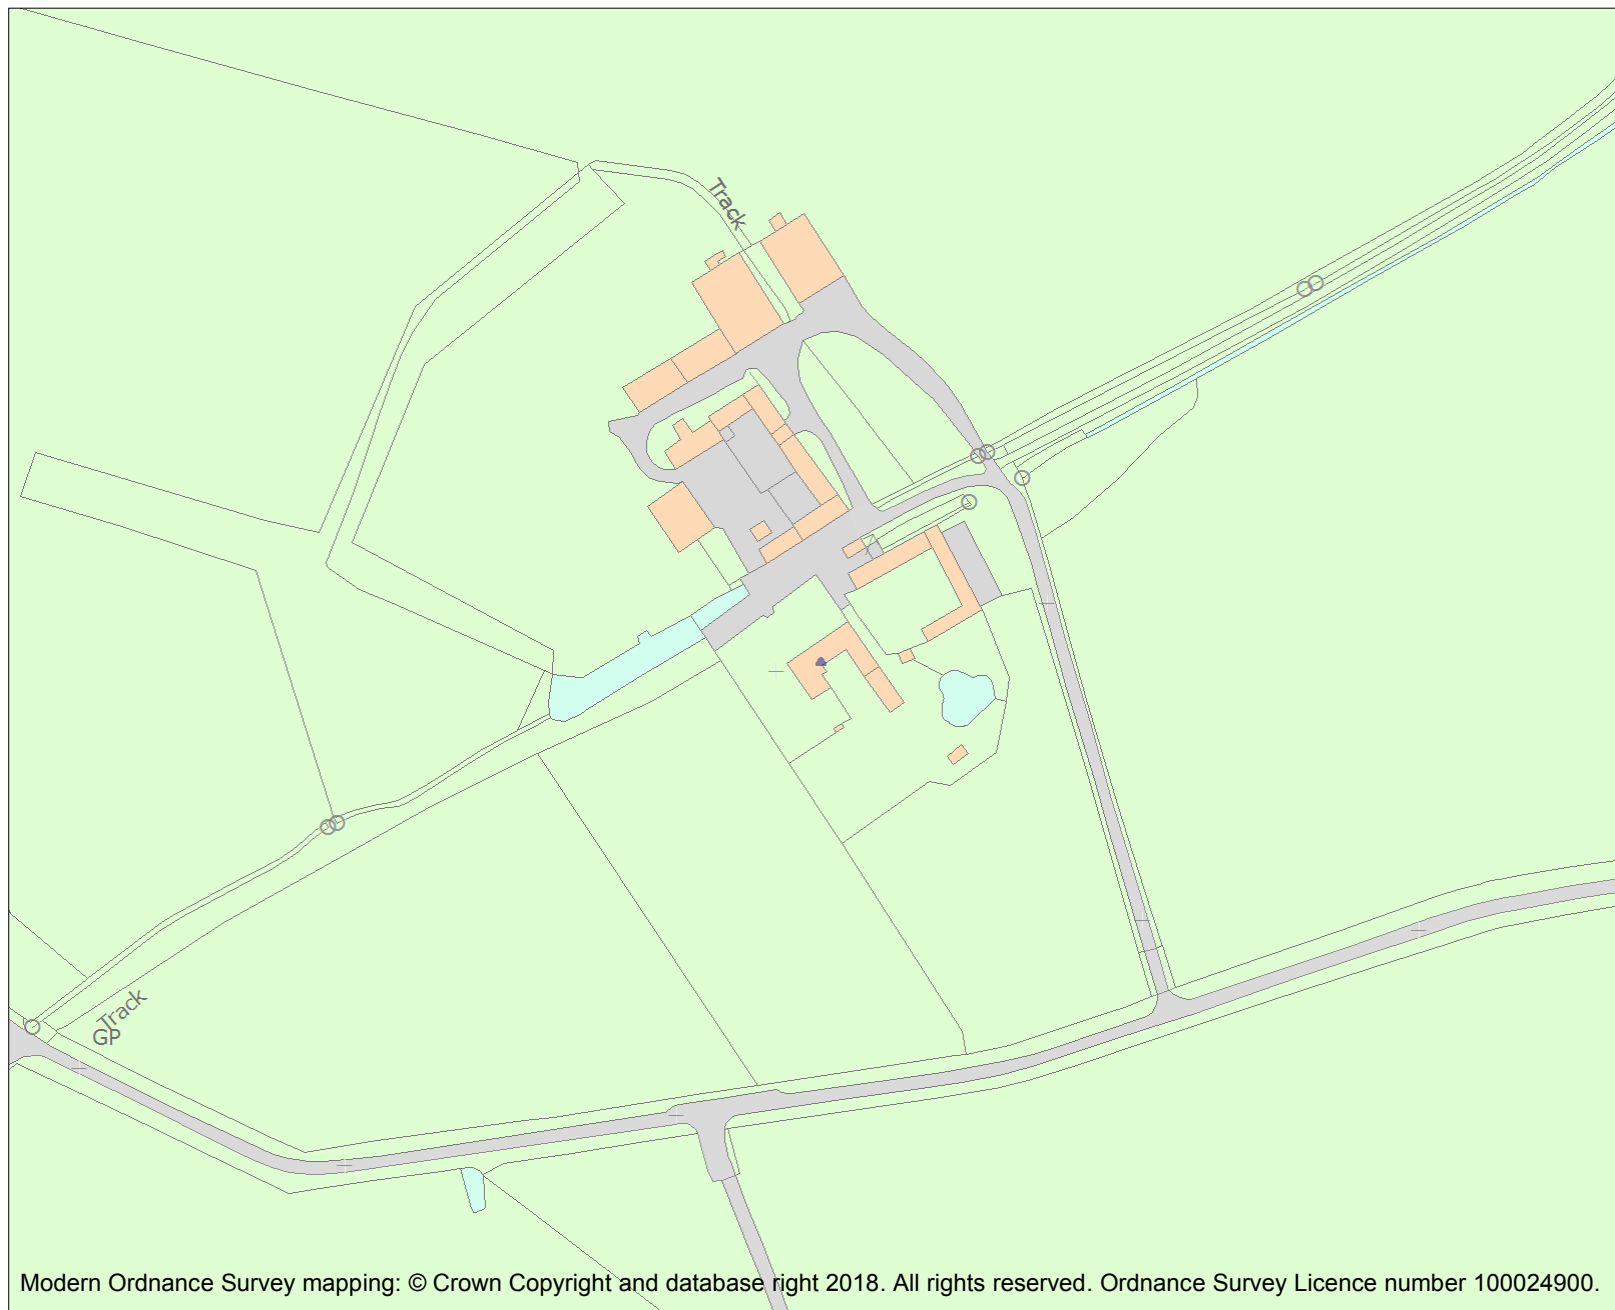 Track
Track
GP
Modern Ordnance Survey mapping: © Crown Copyright and database right 2018. All rights reserved. Ordnance Survey Licence number 100024900.